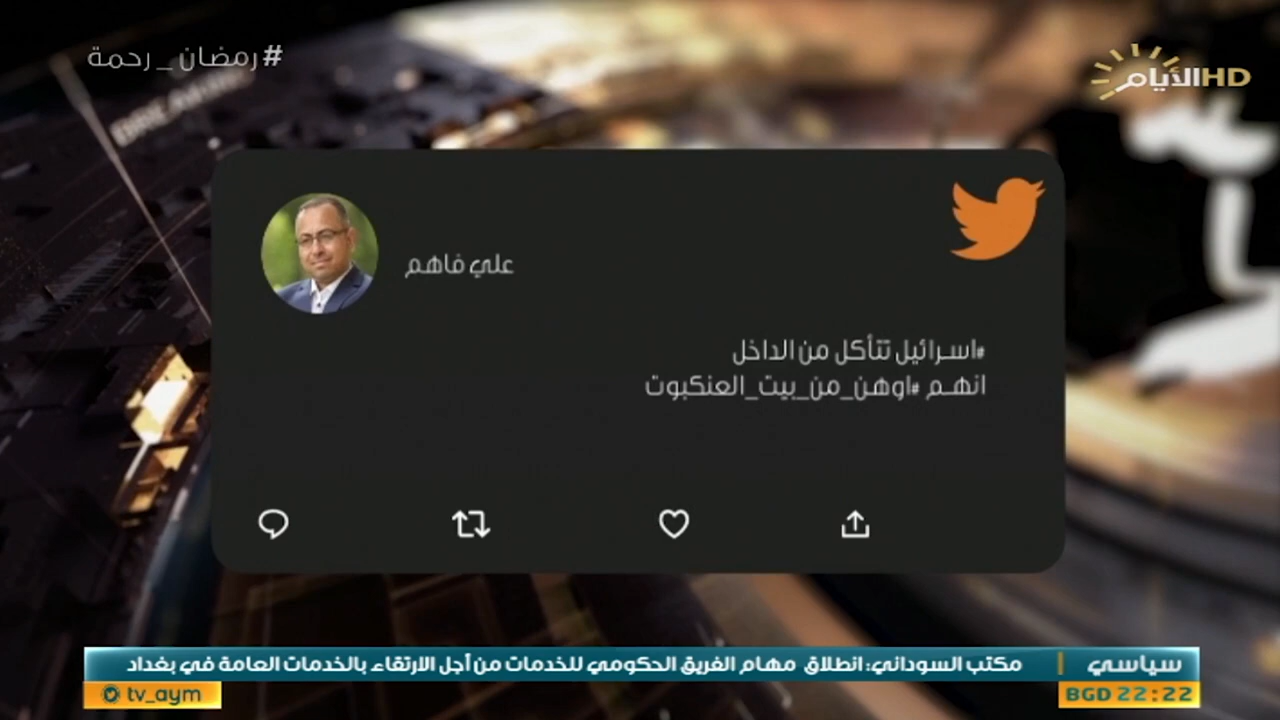 #رمضان_رحمة
الأيام HD
BREAKING
علي فاهم
#اسرائيل تتأكل من الداخل
انهم #اوهن_من_بيت_العنكبوت
سياسي
مكتب السوداني: انطلاق مهام الفريق الحكومي للخدمات من أجل الارتقاء بالخدمات العامة في بغداد
tv_aym
BGD 22:22